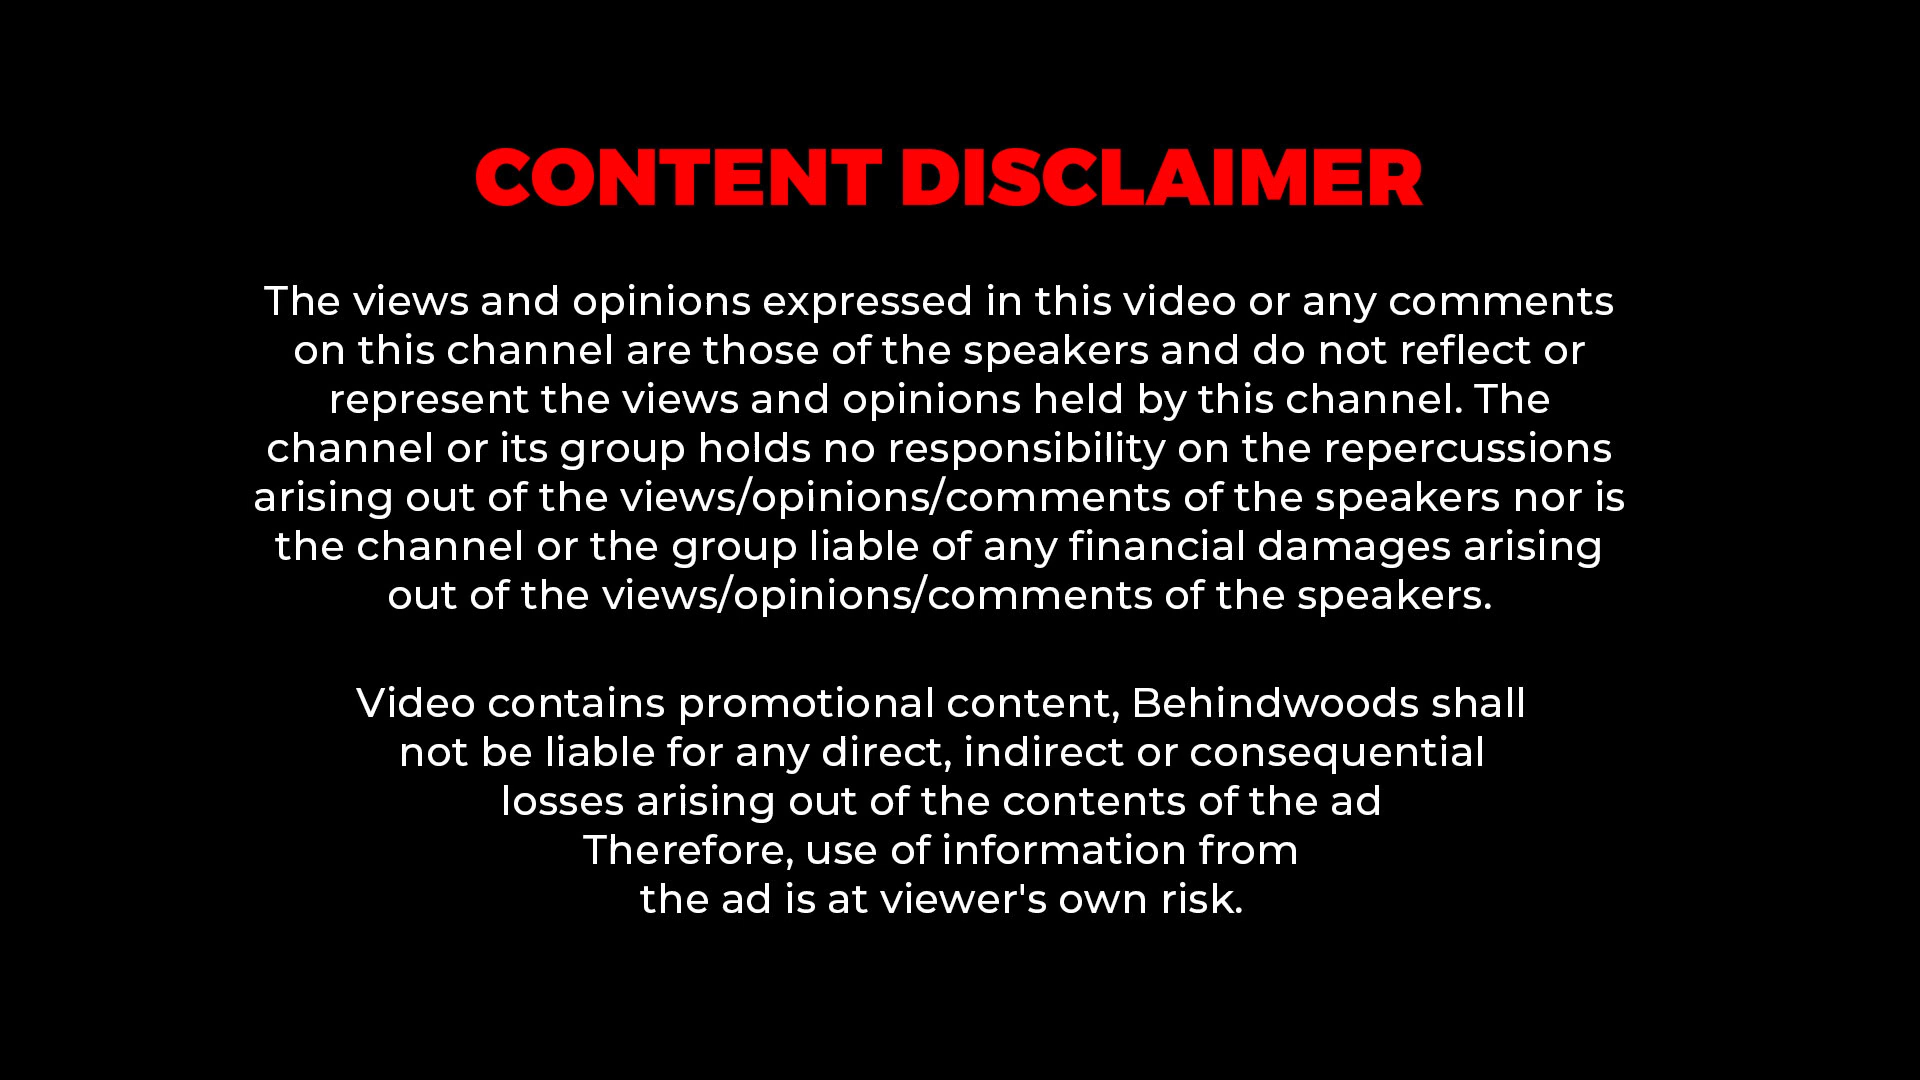 CONTENT DISCLAIMER
The views and opinions expressed in this video or any comments
on this channel are those of the speakers and do not reflect or
represent the views and opinions held by this channel. The
channel or its group holds no responsibility on the repercussions
arising out of the views/opinions/comments of the speakers nor is
the channel or the group liable of any financial damages arising
out of the views/opinions/comments of the speakers.
Video contains promotional content, Behindwoods shall
not be liable for any direct, indirect or consequential
losses arising out of the contents of the ad
Therefore, use of information from
the ad is at viewer's own risk.